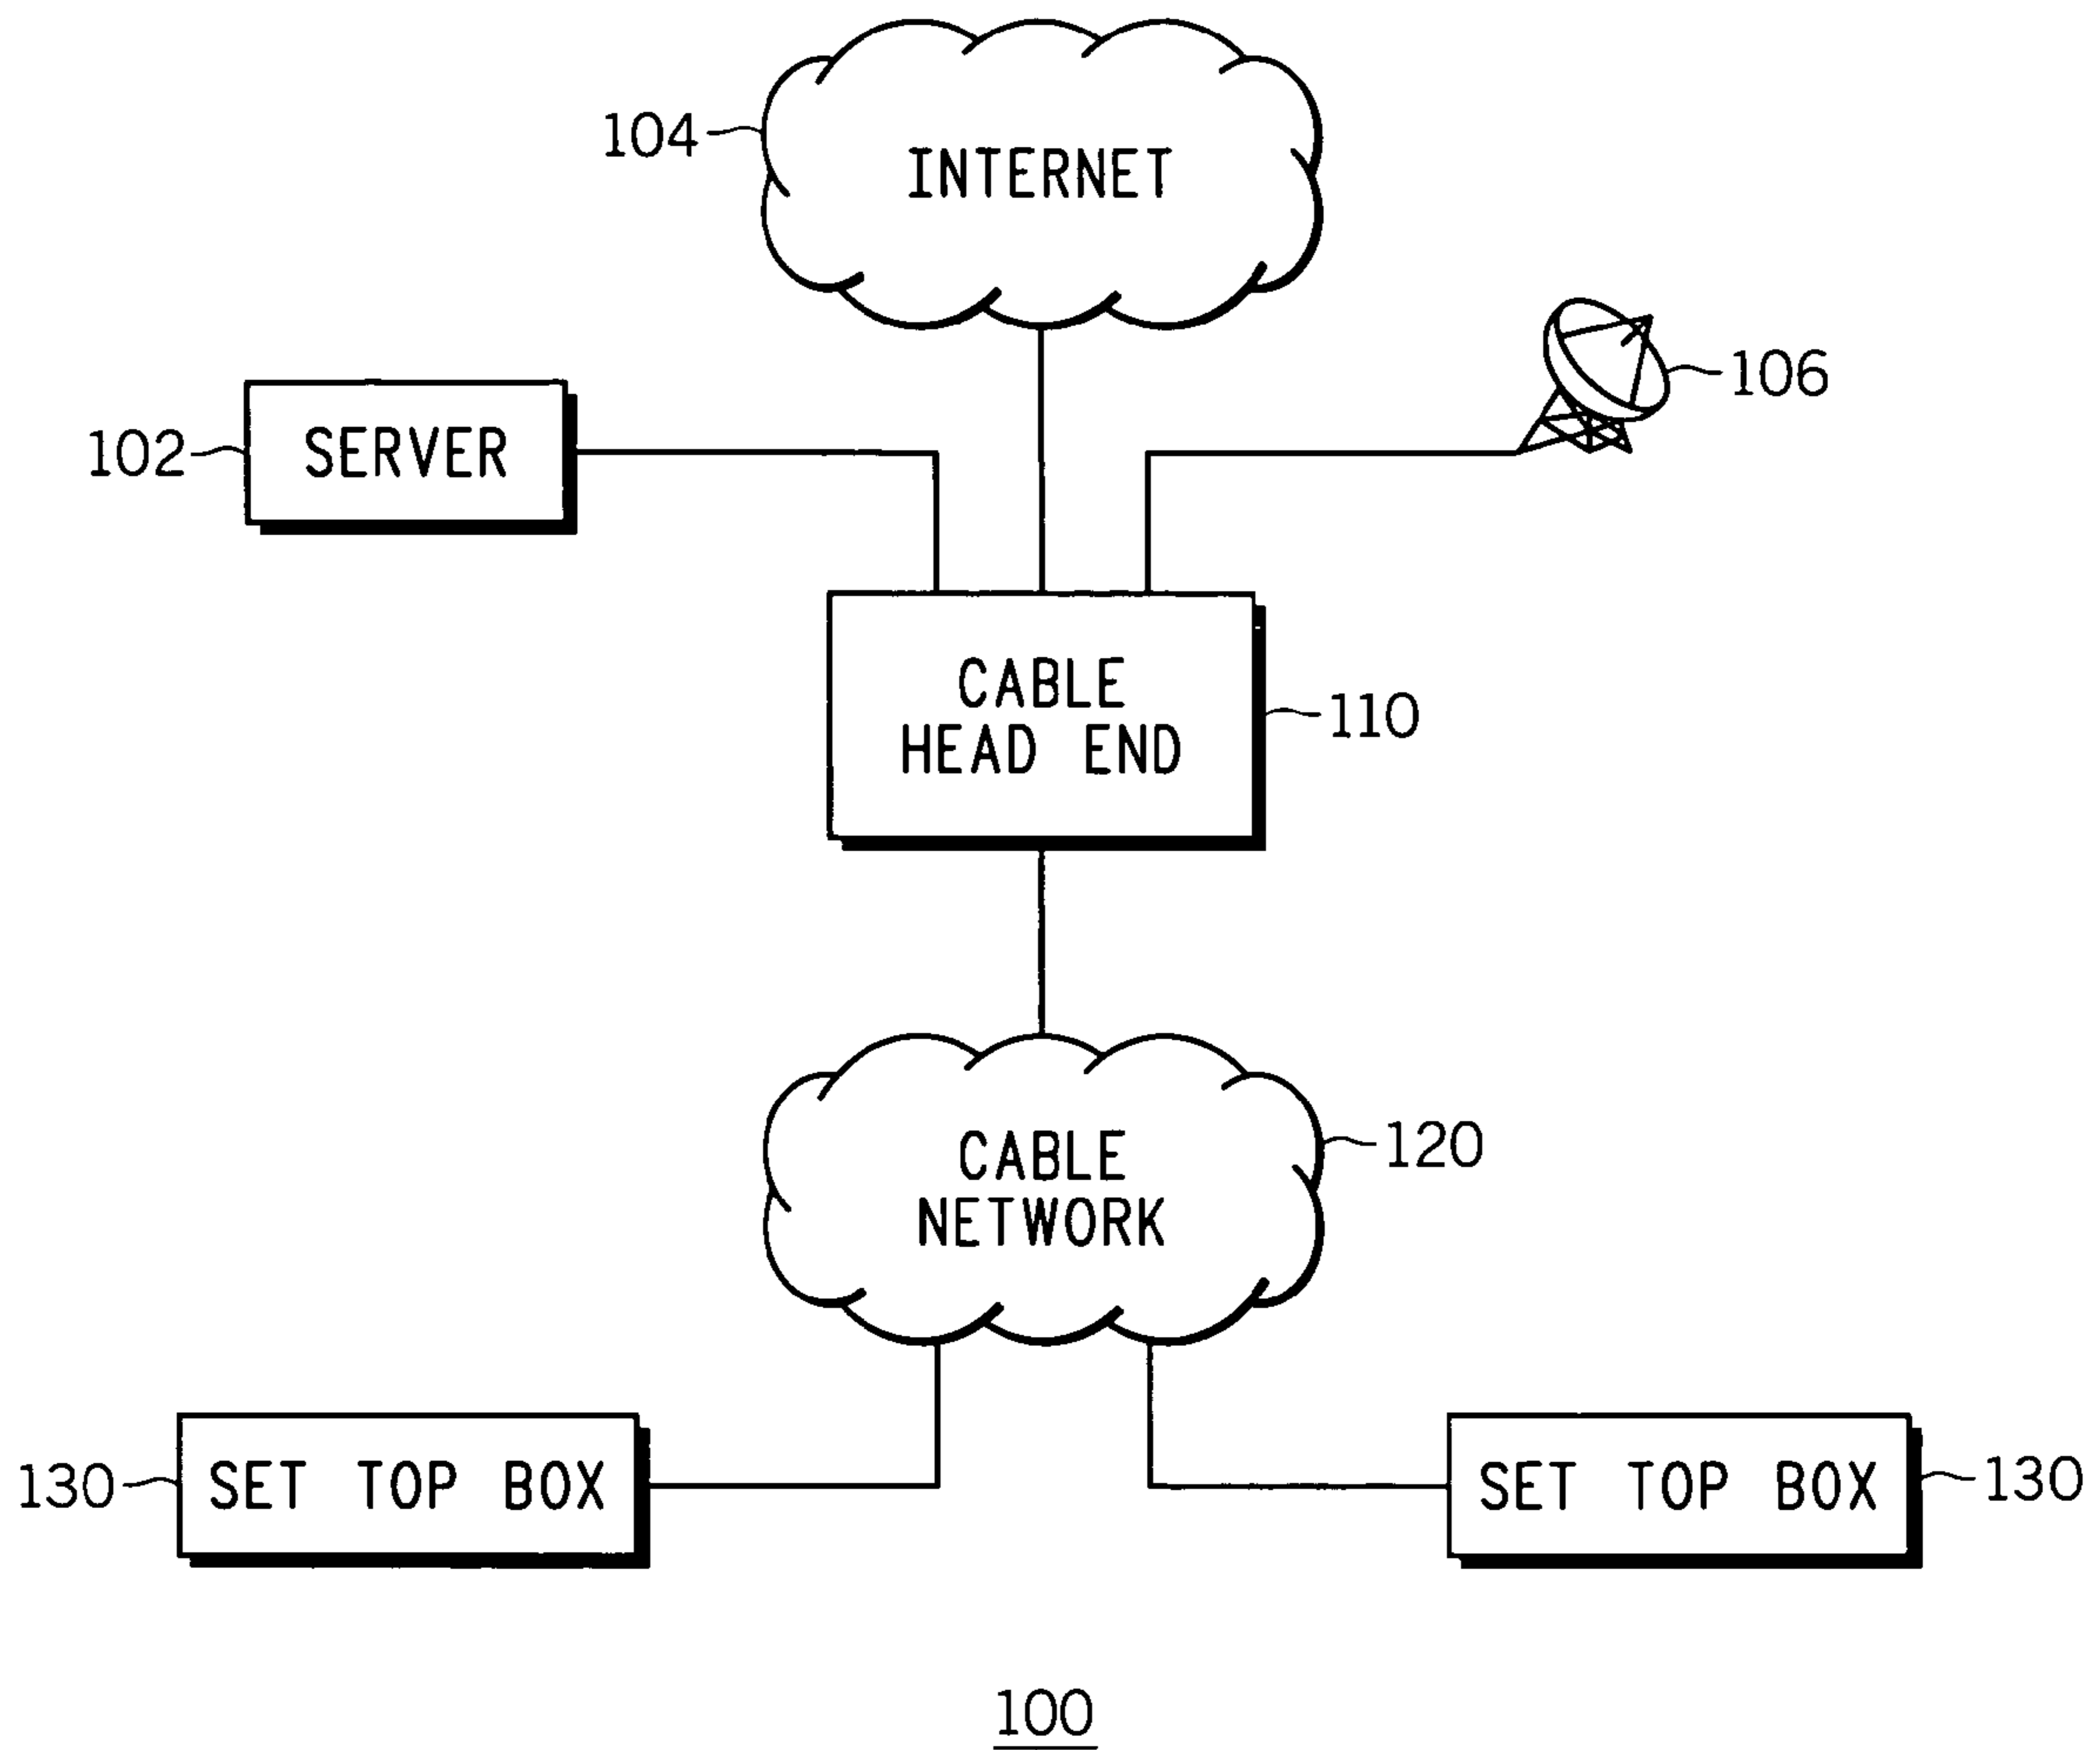 104
INTERNET
106
102
SERVER
CABLE
HEAD END
110
CABLE
NETWORK
120
130
SET TOP BOX
SET TOP BOX
130
100